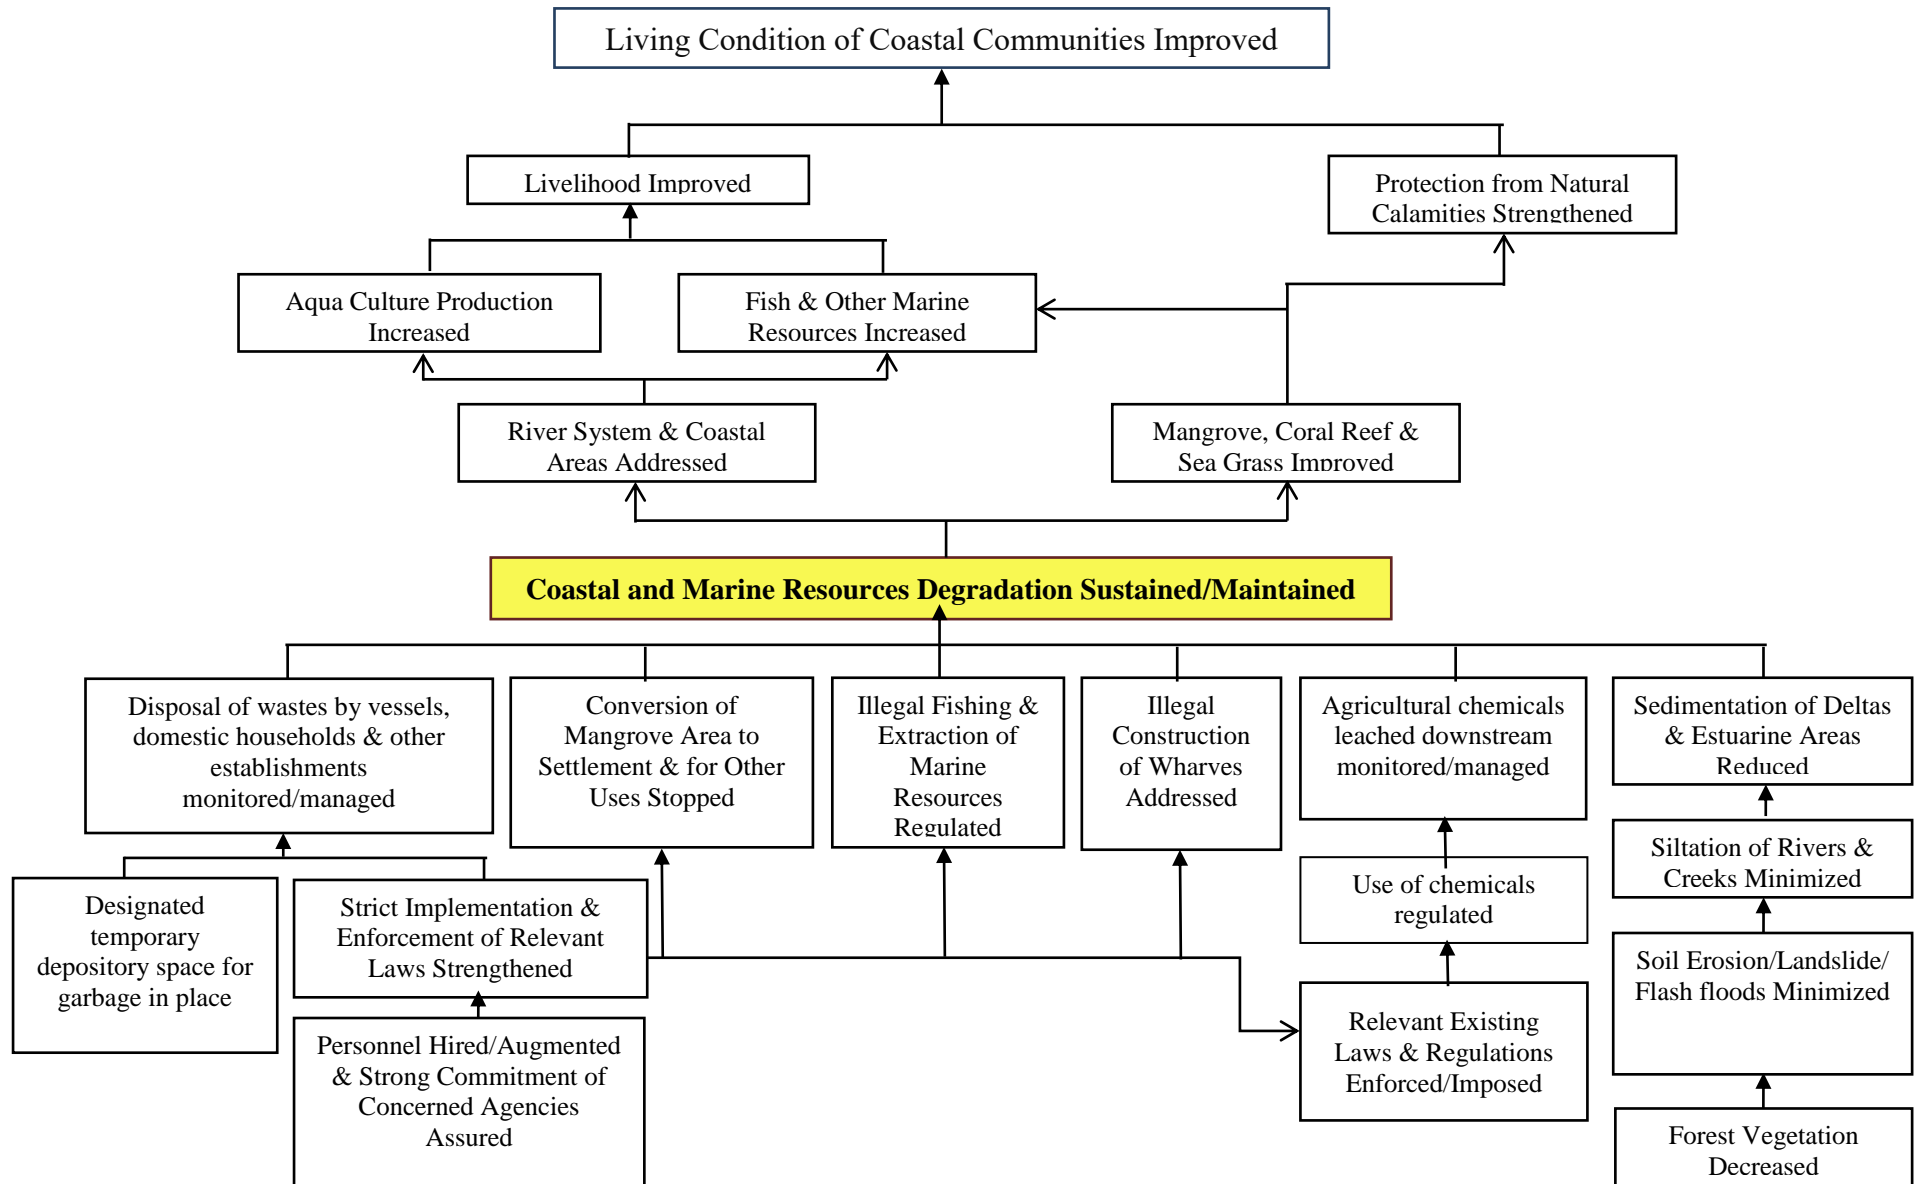 Living Condition of Coastal Communities Improved
Livelihood Improved
Protection from Natural
Calamities Strengthened
Aqua Culture Production
Increased
Fish & Other Marine
Resources Increased
River System & Coastal
Areas Addressed
Mangrove, Coral Reef &
Sea Grass Improved
Coastal and Marine Resources Degradation Sustained/Maintained
Disposal of wastes by vessels,
domestic households & other
establishments
monitored/managed
Conversion of
Mangrove Area to
Settlement & for Other
Uses Stopped
Illegal Fishing &
Extraction of
Marine
Resources
Regulated
Illegal
Construction
of Wharves
Addressed
Agricultural chemicals
leached downstream
monitored/managed
Sedimentation of Deltas
& Estuarine Areas
Reduced
Siltation of Rivers &
Creeks Minimized
Use of chemicals
regulated
Designated
temporary
depository space for
garbage in place
Strict Implementation &
Enforcement of Relevant
Laws Strengthened
Soil Erosion/Landslide/
Flash floods Minimized
Relevant Existing
Laws & Regulations
Enforced/Imposed
Personnel Hired/Augmented
& Strong Commitment of
Concerned Agencies
Assured
Forest Vegetation
Decreased